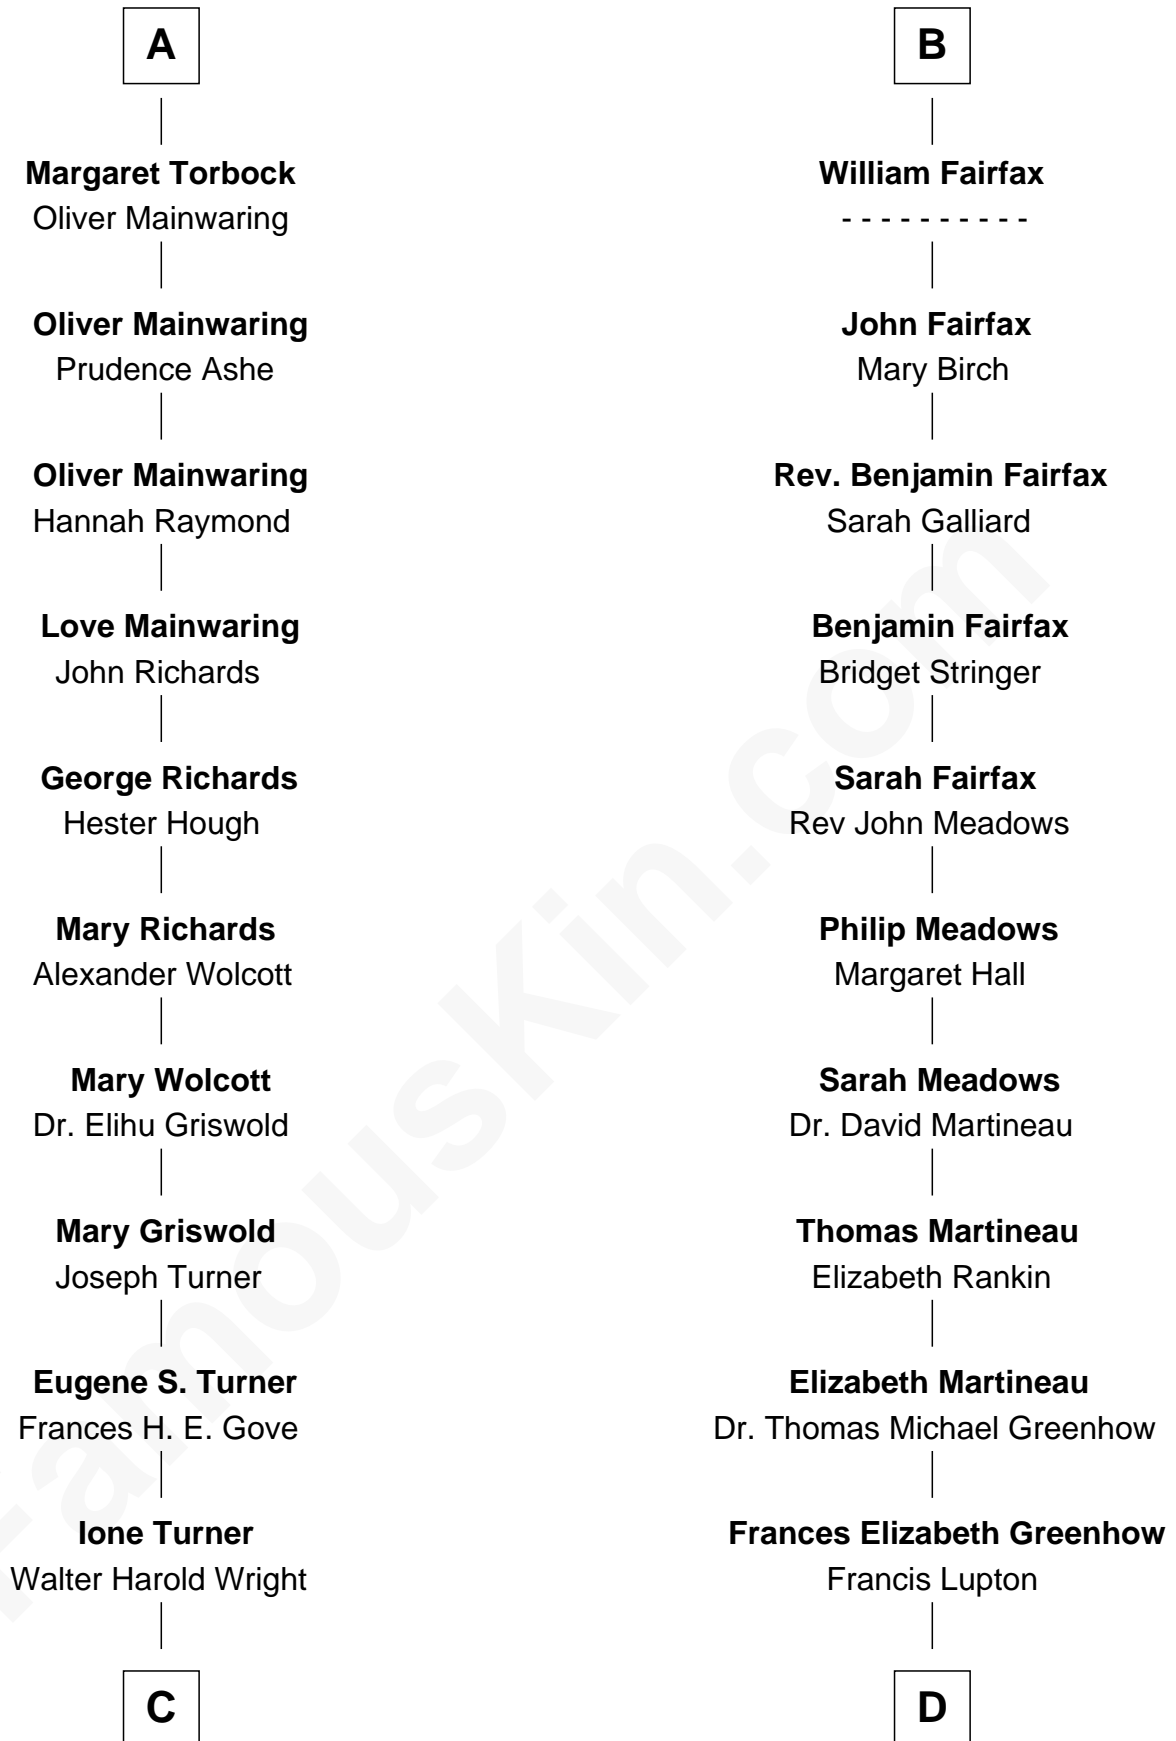 A
Margaret Torbock
Oliver Mainwaring
Oliver Mainwaring
Prudence Ashe
Oliver Mainwaring
Hannah Raymond
Love Mainwaring
John Richards
George Richards
Hester Hough
Mary Richards
Alexander Wolcott
Mary Wolcott
Dr. Elihu Griswold
Mary Griswold
Joseph Turner
Eugene S. Turner
Frances H. E. Gove
Ione Turner
Walter Harold Wright
C
B
William Fairfax
- - - - - - - - - -
John Fairfax
Mary Birch
Rev. Benjamin Fairfax
Sarah Galliard
Benjamin Fairfax
Bridget Stringer
Sarah Fairfax
Rev John Meadows
Philip Meadows
Margaret Hall
Sarah Meadows
Dr. David Martineau
Thomas Martineau
Elizabeth Rankin
Elizabeth Martineau
Dr. Thomas Michael Greenhow
Frances Elizabeth Greenhow
Francis Lupton
D
FamousKin.com